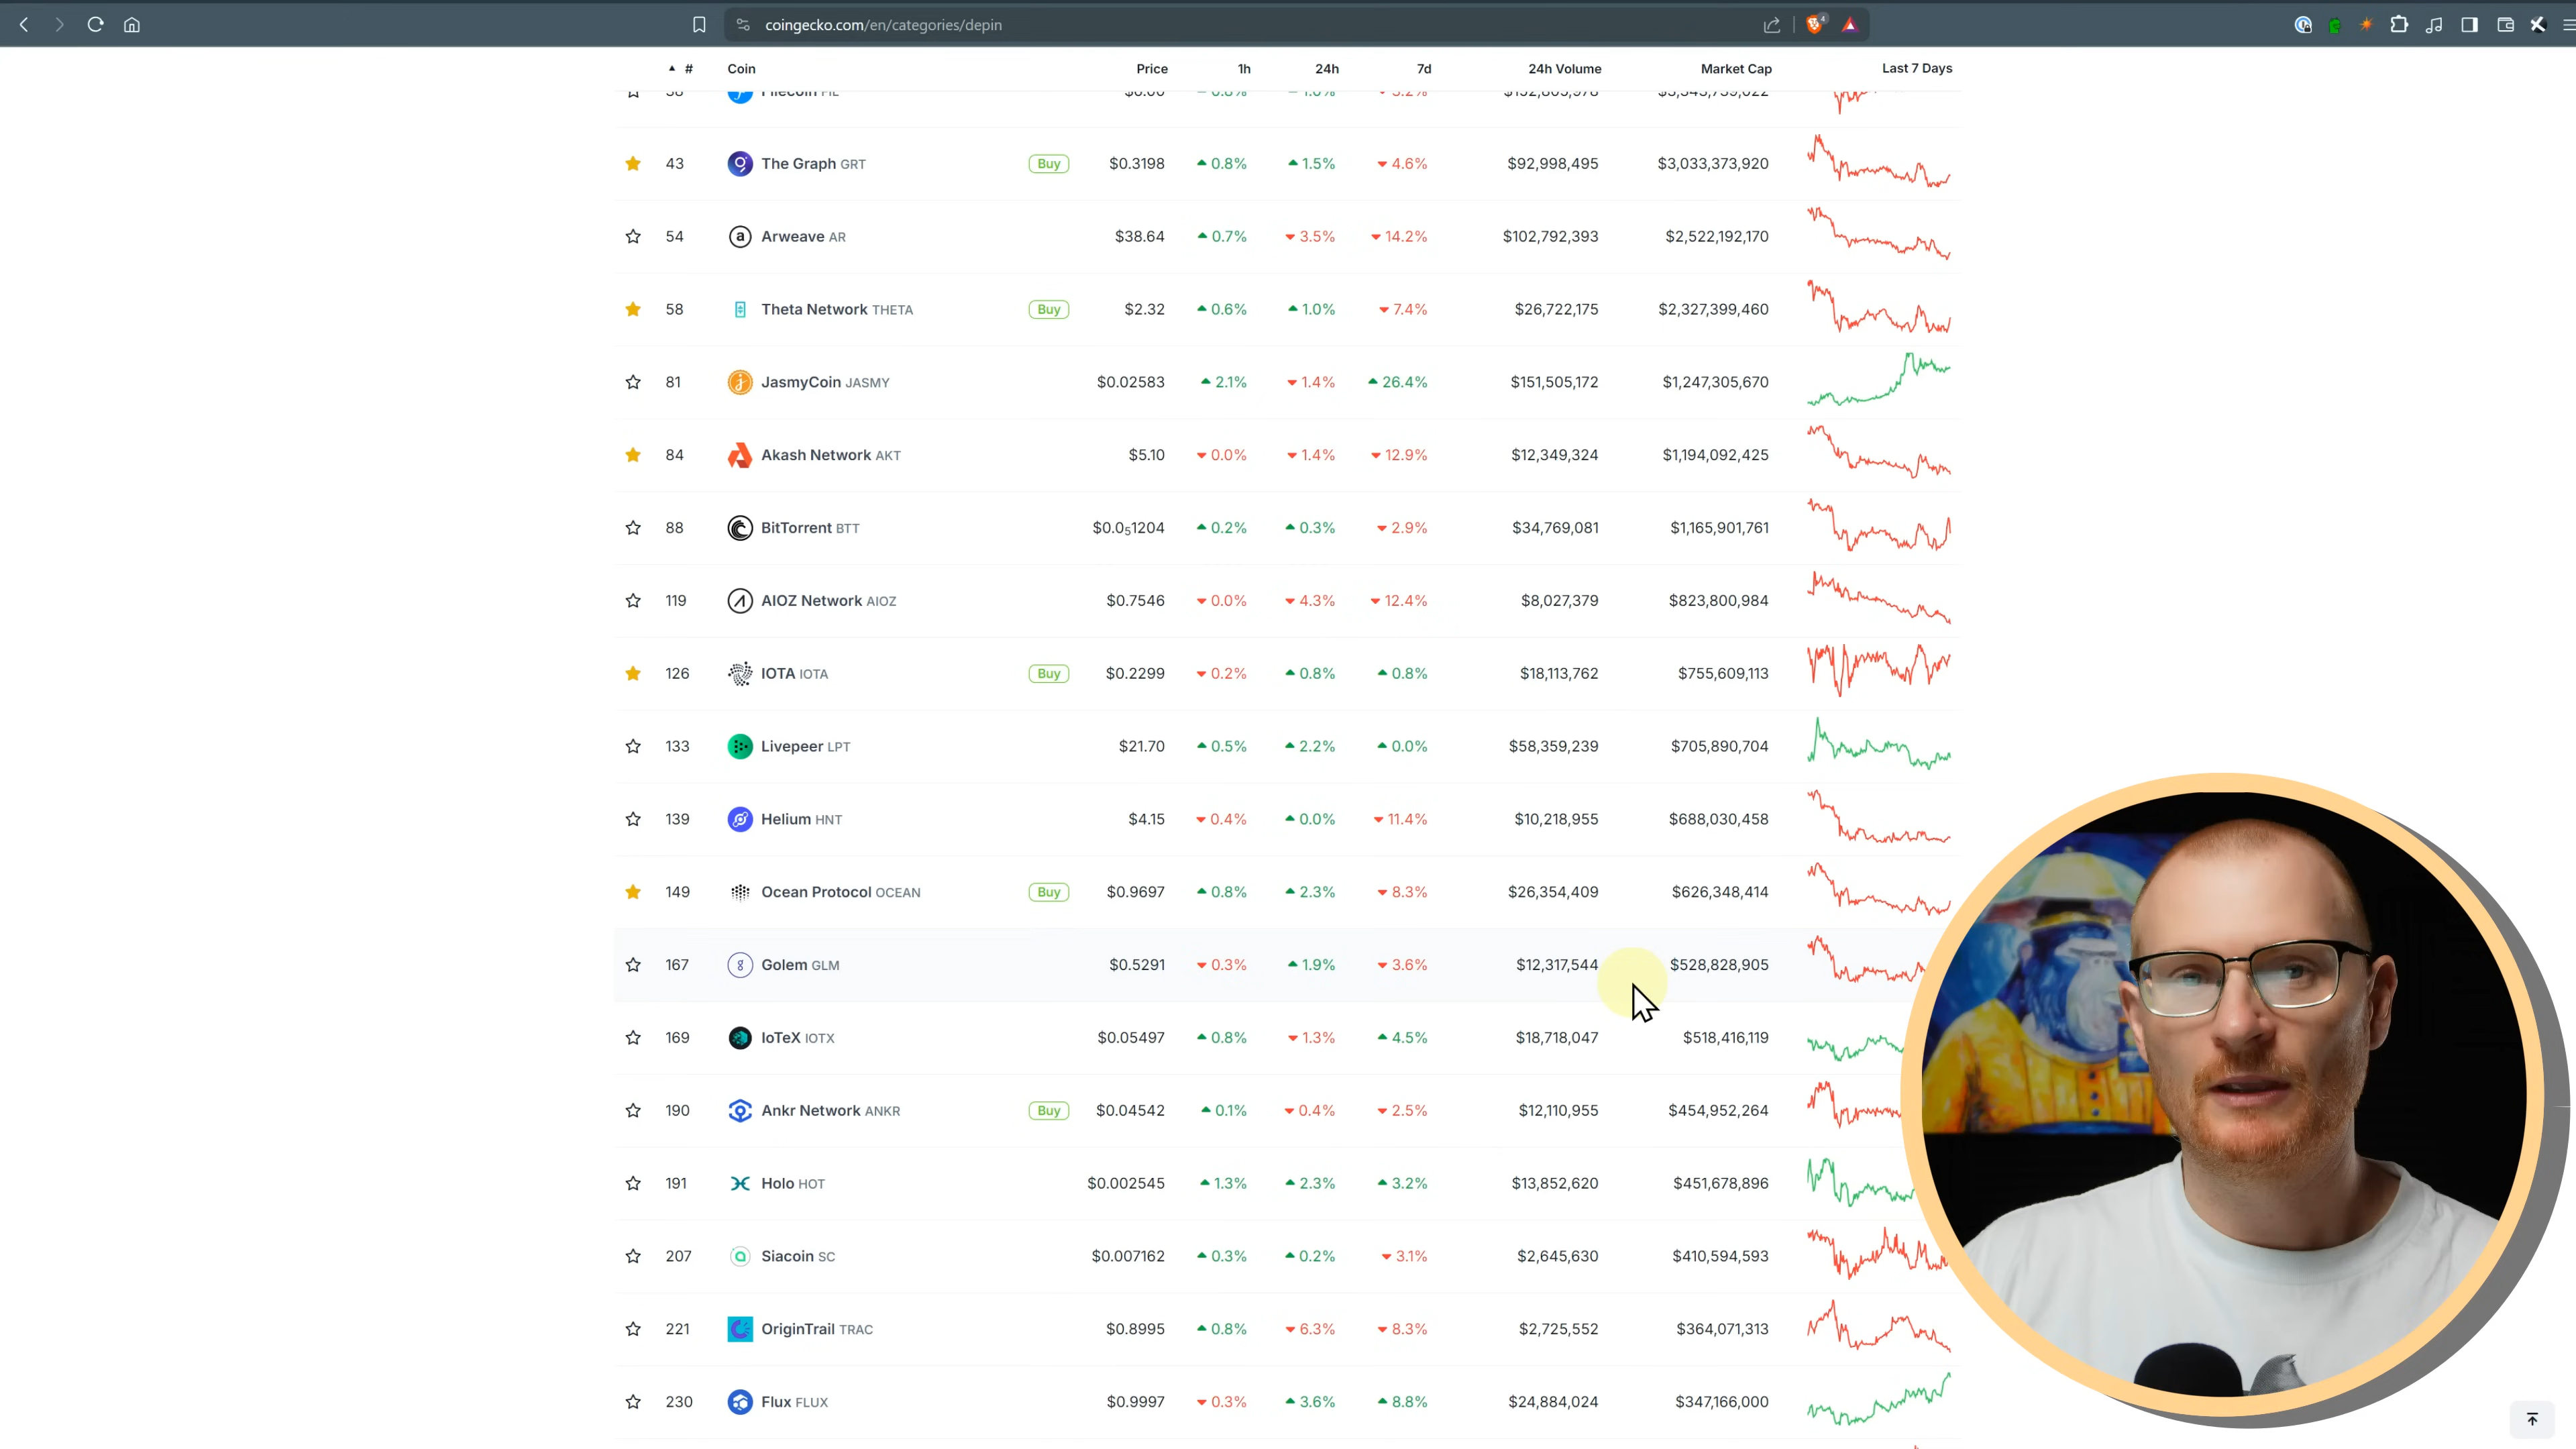 coingecko.com/en/categories/depin
4
# Coin Price 1h 24h 7d 24h Volume Market Cap Last 7 Days
43 The Graph GRT Buy $0.3198 0.8% 1.5% 4.6% $92,998,495 $3,033,373,920
54 Arweave AR $38.64 0.7% 3.5% 14.2% $102,792,393 $2,522,192,170
58 Theta Network THETA Buy $2.32 0.6% 1.0% 7.4% $26,722,175 $2,327,399,460
81 JasmyCoin JASMY $0.02583 2.1% 1.4% 26.4% $151,505,172 $1,247,305,670
84 Akash Network AKT $5.10 0.0% 1.4% 12.9% $12,349,324 $1,194,092,425
88 BitTorrent BTT $0.0₅1204 0.2% 0.3% 2.9% $34,769,081 $1,165,901,761
119 AIOZ Network AIOZ $0.7546 0.0% 4.3% 12.4% $8,027,379 $823,800,984
126 IOTA IOTA Buy $0.2299 0.2% 0.8% 0.8% $18,113,762 $755,609,113
133 Livepeer LPT $21.70 0.5% 2.2% 0.0% $58,359,239 $705,890,704
139 Helium HNT $4.15 0.4% 0.0% 11.4% $10,218,955 $688,030,458
149 Ocean Protocol OCEAN Buy $0.9697 0.8% 2.3% 8.3% $26,354,409 $626,348,414
167 Golem GLM $0.5291 0.3% 1.9% 3.6% $12,317,544 $528,828,905
169 IoTeX IOTX $0.05497 0.8% 1.3% 4.5% $18,718,047 $518,416,119
190 Ankr Network ANKR Buy $0.04542 0.1% 0.4% 2.5% $12,110,955 $454,952,264
191 Holo HOT $0.002545 1.3% 2.3% 3.2% $13,852,620 $451,678,896
207 Siacoin SC $0.007162 0.3% 0.2% 3.1% $2,645,630 $410,594,593
221 OriginTrail TRAC $0.8995 0.8% 6.3% 8.3% $2,725,552 $364,071,313
230 Flux FLUX $0.9997 0.3% 3.6% 8.8% $24,884,024 $347,166,000